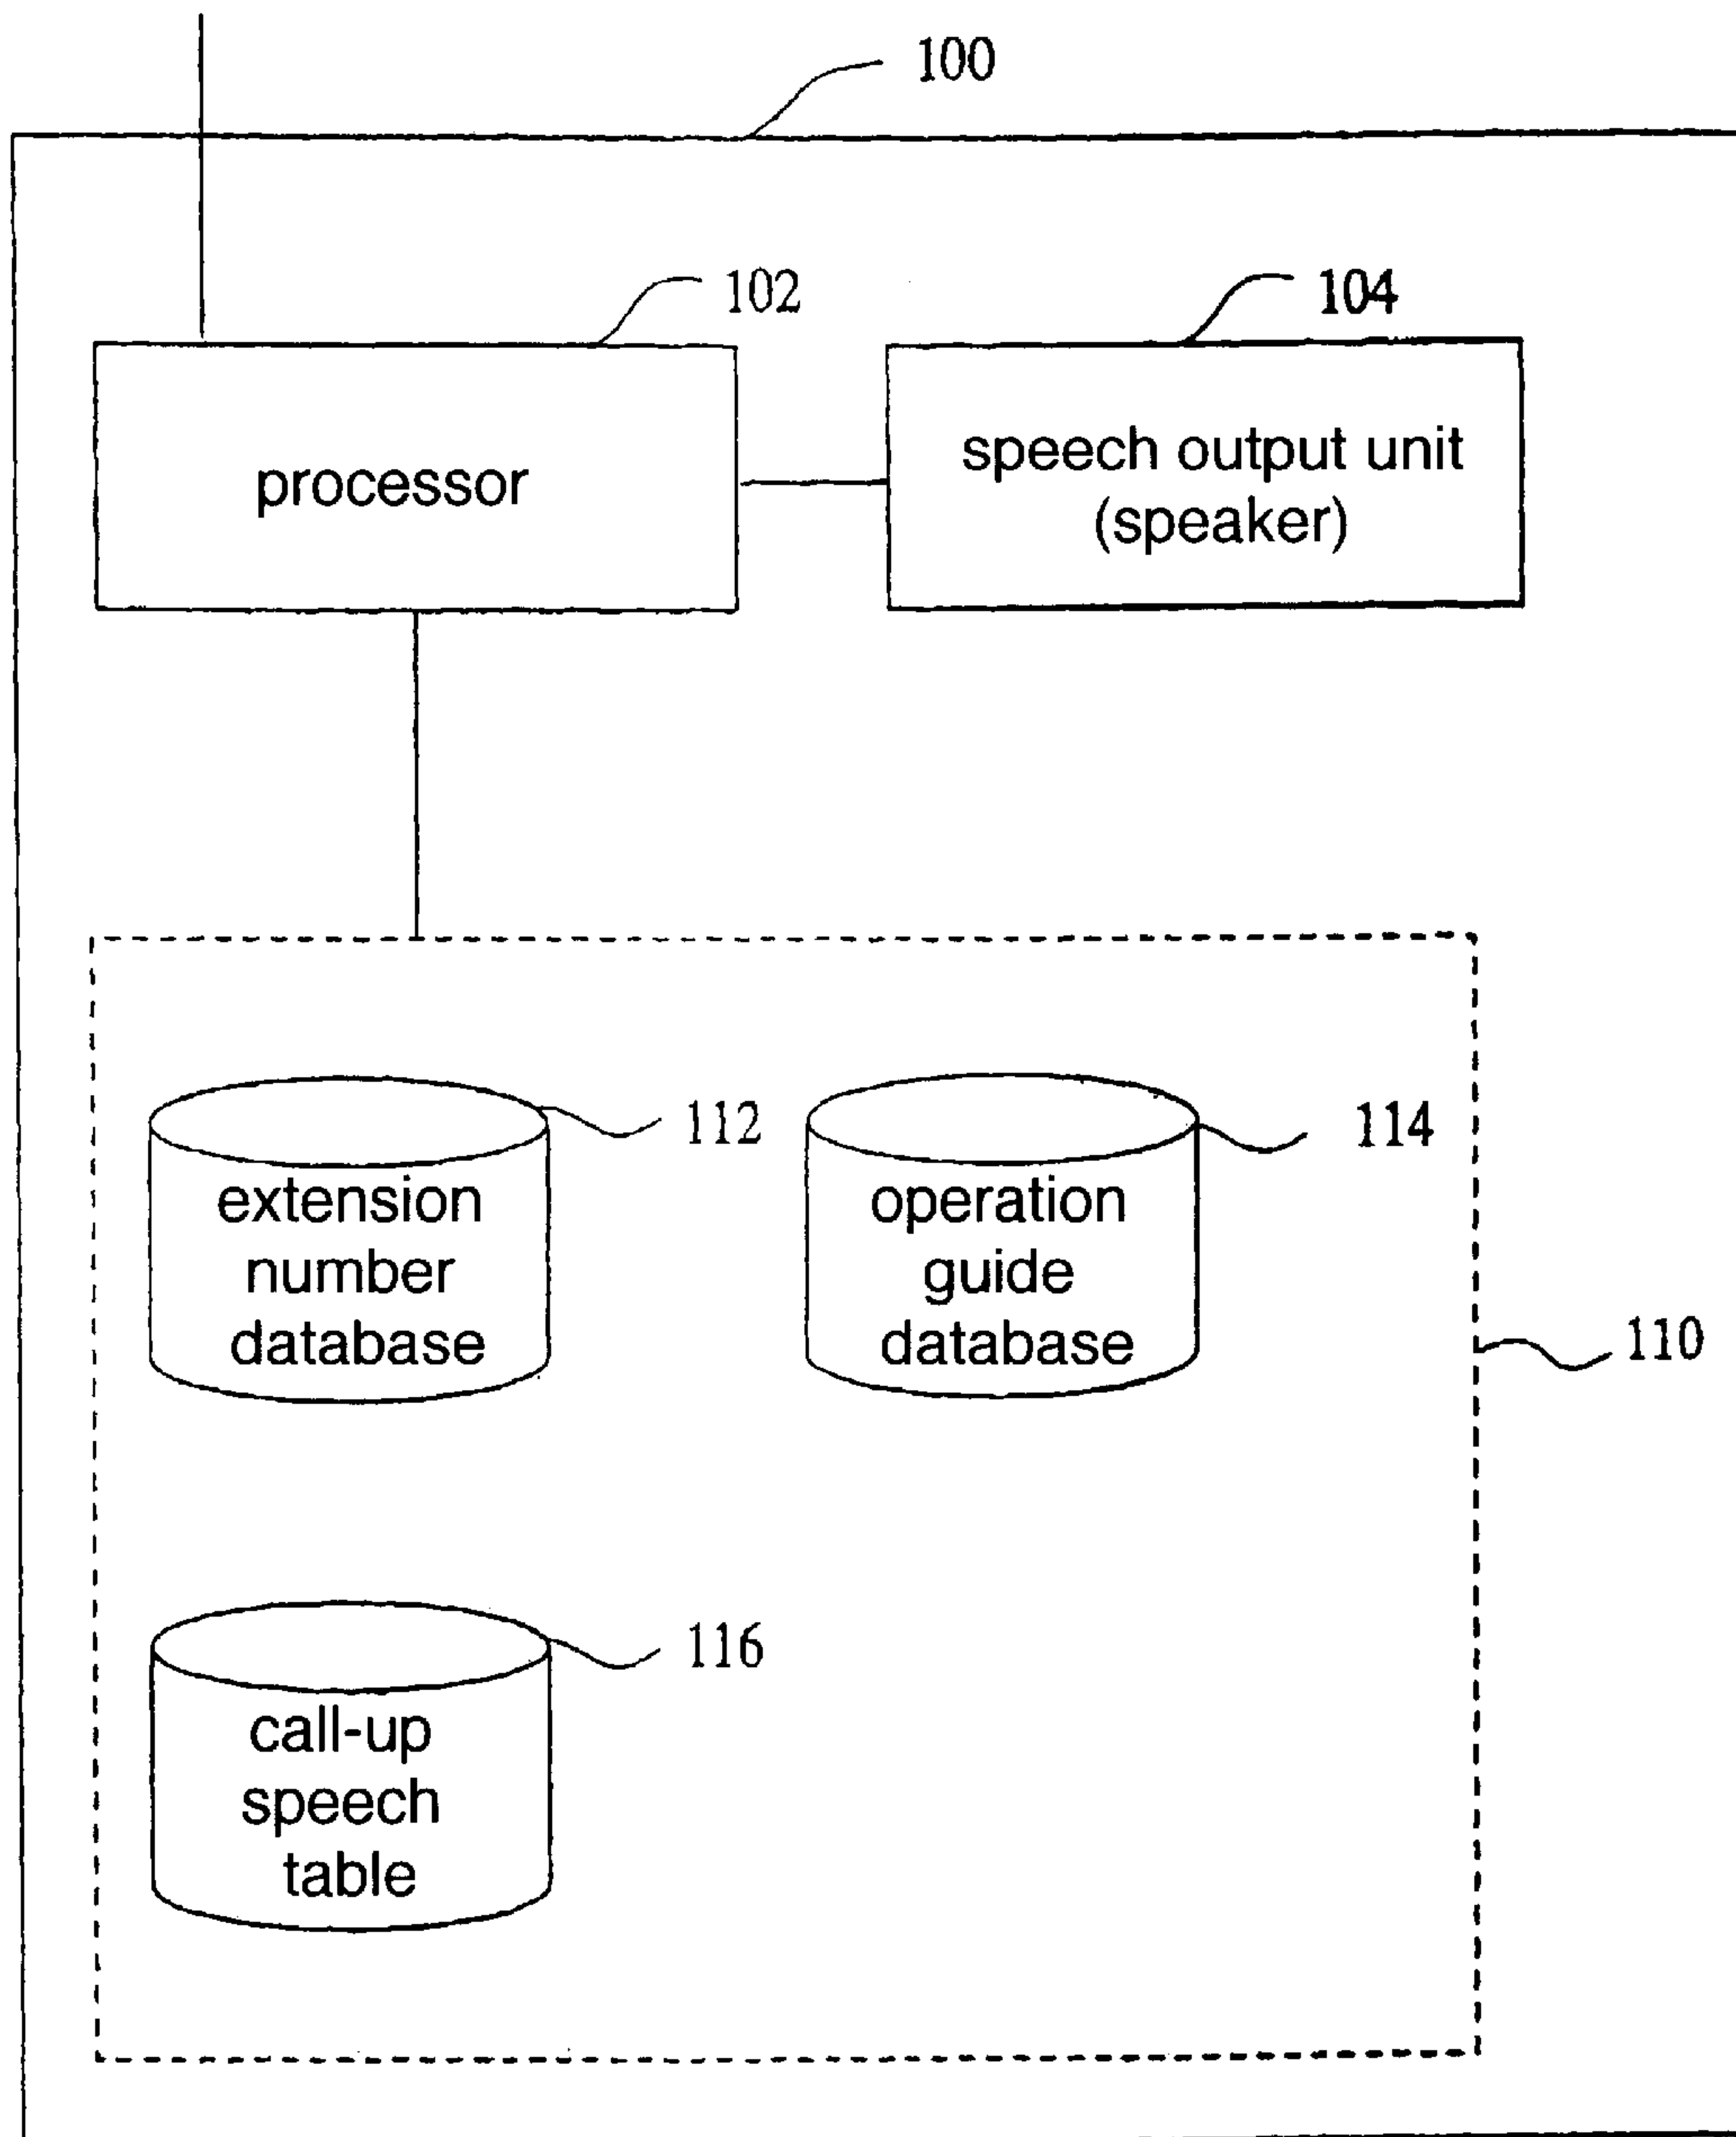 100
102
104
processor
speech output unit
(speaker)
112
114
extension
number
database
operation
guide
database
110
116
call-up
speech
table